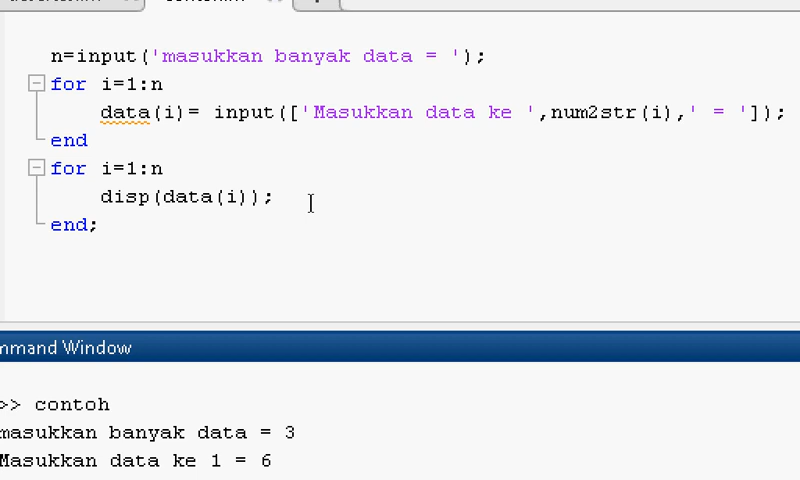 n=input('masukkan banyak data = ');
for i=1:n
data(i)= input(['Masukkan data ke ',num2str(i),' = ']);
end
for i=1:n
disp(data(i));
end;
mmand Window
>> contoh
masukkan banyak data = 3
Masukkan data ke 1 = 6